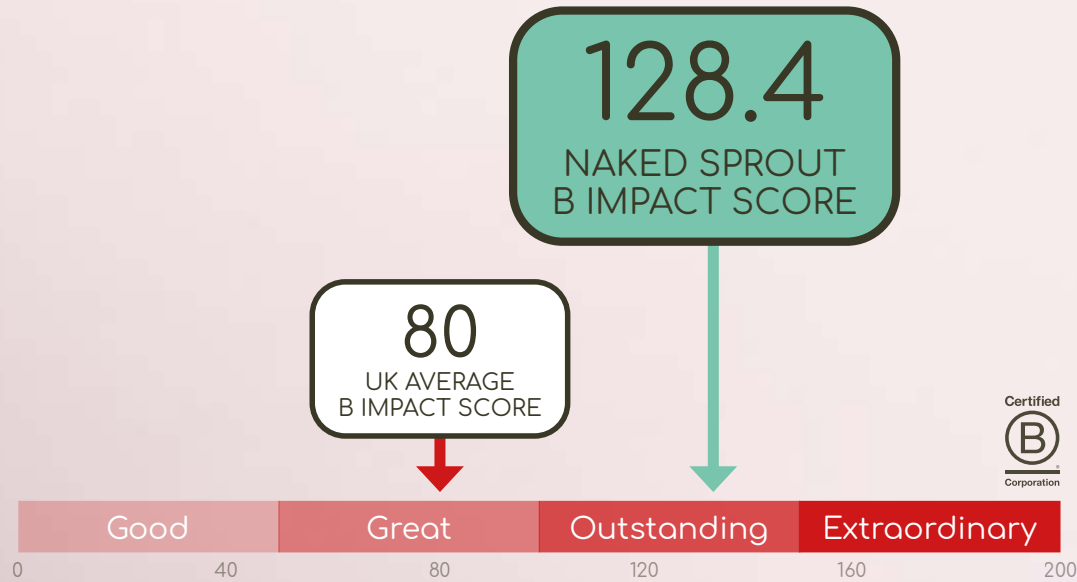 128.4
NAKED SPROUT
B IMPACT SCORE
80
UK AVERAGE
B IMPACT SCORE
Certified
B
®
Corporation
Good Great Outstanding Extraordinary
0 40 80 120 160 200